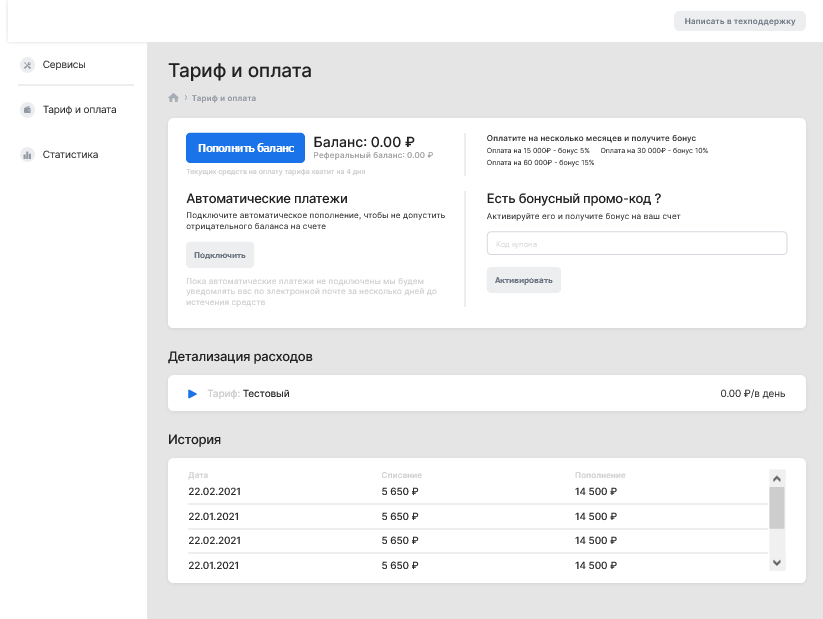 Написать в техподдержку
Сервисы
Тариф и оплата
Статистика
Тариф и оплата
Тариф и оплата
Пополнить баланс
Баланс: 0.00 ₽
Реферальный баланс: 0.00 ₽
Текущих средств на оплату тарифа хватит на 4 дня
Оплатите на несколько месяцев и получите бонус
Оплата на 15 000₽ - бонус 5% Оплата на 30 000₽ - бонус 10%
Оплата на 60 000₽ - бонус 15%
Автоматические платежи
Подключите автоматическое пополнение, чтобы не допустить
отрицательного баланса на счете
Подключить
Пока автоматические платежи не подключены мы будем
уведомлять вас по электронной почте за несколько дней до
истечения средств
Есть бонусный промо-код ?
Активируйте его и получите бонус на ваш счет
Код купона
Активировать
Детализация расходов
Тариф: Тестовый 0.00 ₽/в день
История
Дата Списание Пополнение
22.02.2021 5 650 ₽ 14 500 ₽
22.01.2021 5 650 ₽ 14 500 ₽
22.02.2021 5 650 ₽ 14 500 ₽
22.01.2021 5 650 ₽ 14 500 ₽